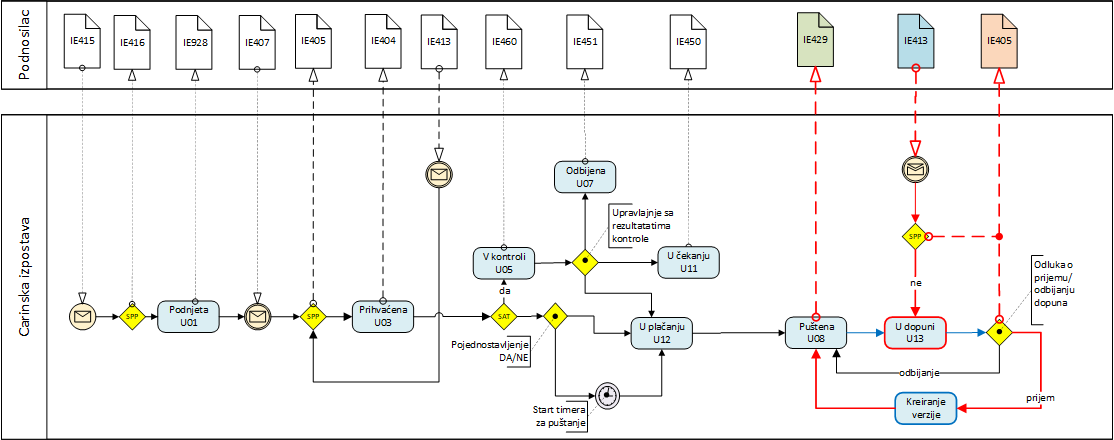 Podnosilac
IE415
IE416
IE928
IE407
IE405
IE404
IE413
IE460
IE451
IE450
IE429
IE413
IE405
Carinska izpostava
SPP
Podnjeta
U01
SPP
Prihvaćena
U03
V kontroli
U05
da
SAT
Pojednostavljenje
DA/NE
Odbijena
U07
Upravlajnje sa
rezultatatima
kontrole
U čekanju
U11
Start timera
za puštanje
U plačanju
U12
Puštena
U08
SPP
ne
U dopuni
U13
Odluka o
prijemu/
odbijanju
dopuna
odbijanje
prijem
Kreiranje
verzije